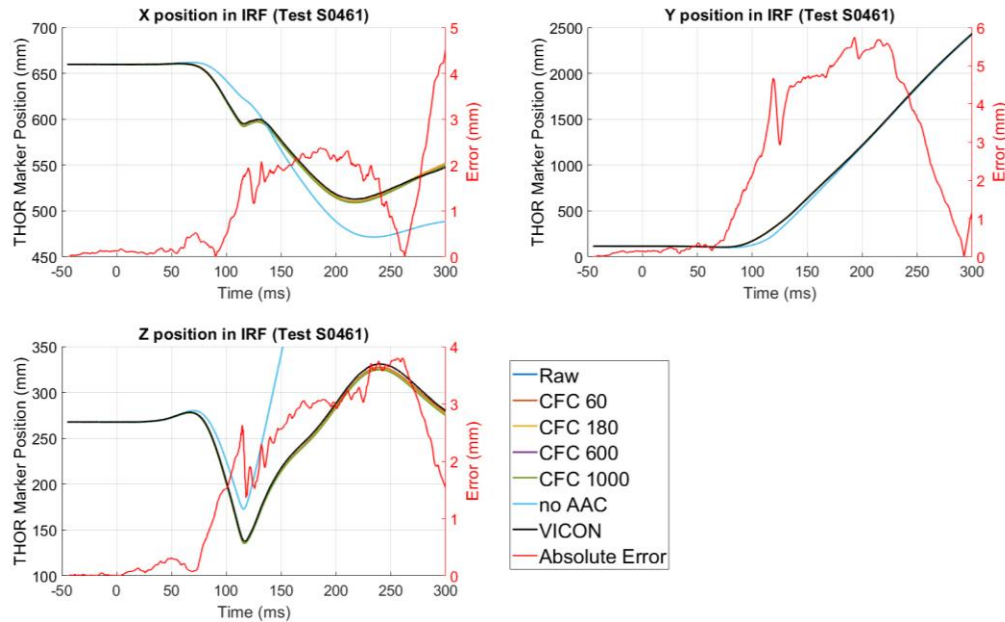 X position in IRF (Test S0461)
THOR Marker Position (mm)
700
650
600
550
500
450
5
4
3
2
1
0
Error (mm)
-50 0 50 100 150 200 250 300
Time (ms)
Y position in IRF (Test S0461)
THOR Marker Position (mm)
2500
2000
1500
1000
500
0
6
5
4
3
2
1
0
Error (mm)
-50 0 50 100 150 200 250 300
Time (ms)
Z position in IRF (Test S0461)
THOR Marker Position (mm)
350
300
250
200
150
100
4
3
2
1
0
Error (mm)
-50 0 50 100 150 200 250 300
Time (ms)
Raw
CFC 60
CFC 180
CFC 600
CFC 1000
no AAC
VICON
Absolute Error